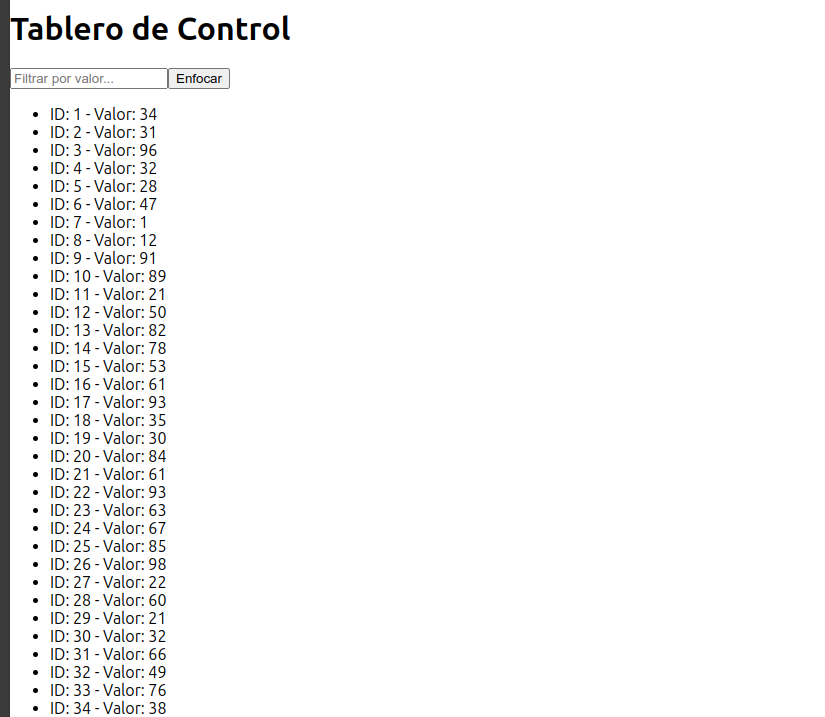 Tablero de Control
Filtrar por valor... Enfocar
ID: 1 - Valor: 34
ID: 2 - Valor: 31
ID: 3 - Valor: 96
ID: 4 - Valor: 32
ID: 5 - Valor: 28
ID: 6 - Valor: 47
ID: 7 - Valor: 1
ID: 8 - Valor: 12
ID: 9 - Valor: 91
ID: 10 - Valor: 89
ID: 11 - Valor: 21
ID: 12 - Valor: 50
ID: 13 - Valor: 82
ID: 14 - Valor: 78
ID: 15 - Valor: 53
ID: 16 - Valor: 61
ID: 17 - Valor: 93
ID: 18 - Valor: 35
ID: 19 - Valor: 30
ID: 20 - Valor: 84
ID: 21 - Valor: 61
ID: 22 - Valor: 93
ID: 23 - Valor: 63
ID: 24 - Valor: 67
ID: 25 - Valor: 85
ID: 26 - Valor: 98
ID: 27 - Valor: 22
ID: 28 - Valor: 60
ID: 29 - Valor: 21
ID: 30 - Valor: 32
ID: 31 - Valor: 66
ID: 32 - Valor: 49
ID: 33 - Valor: 76
ID: 34 - Valor: 38